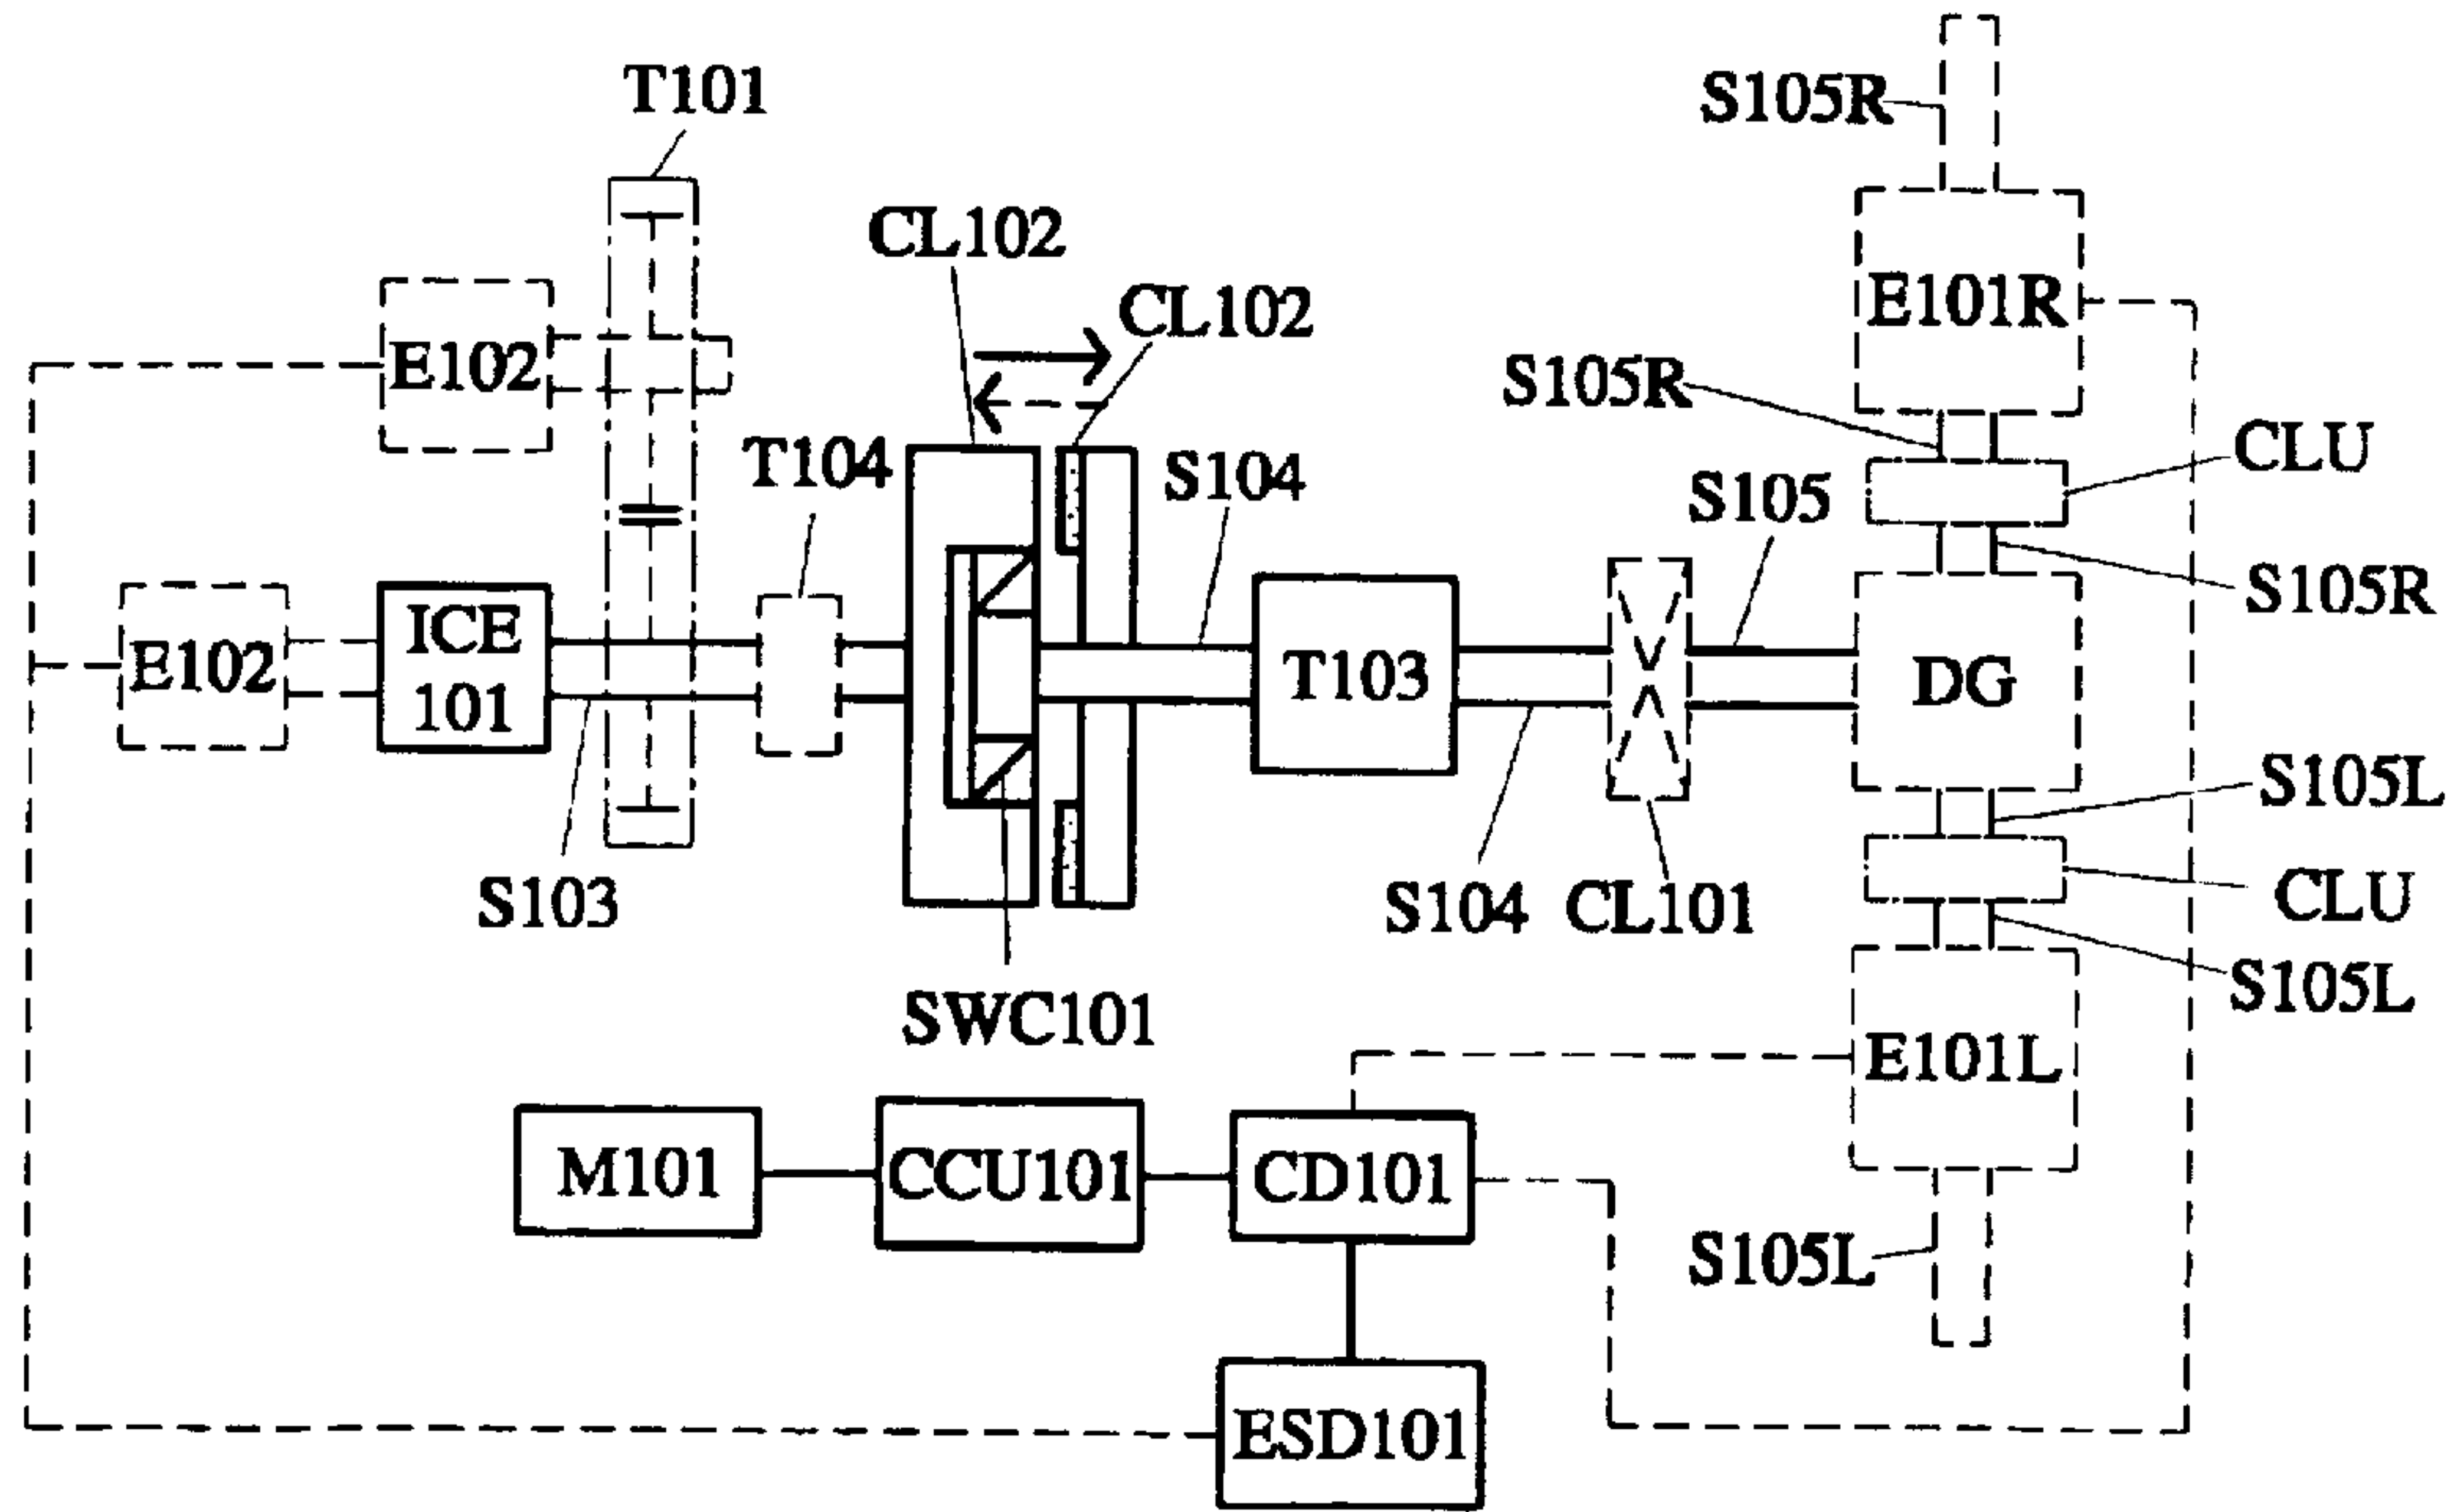 T101
S105R
CL102
CL102
E101R
E102
S105R
CLU
T104
S104
S105
S105R
ICE
101
E102
T103
DG
S105L
S103
S104
CL101
CLU
SWC101
S105L
E101L
M101
CCU101
CD101
S105L
ESD101